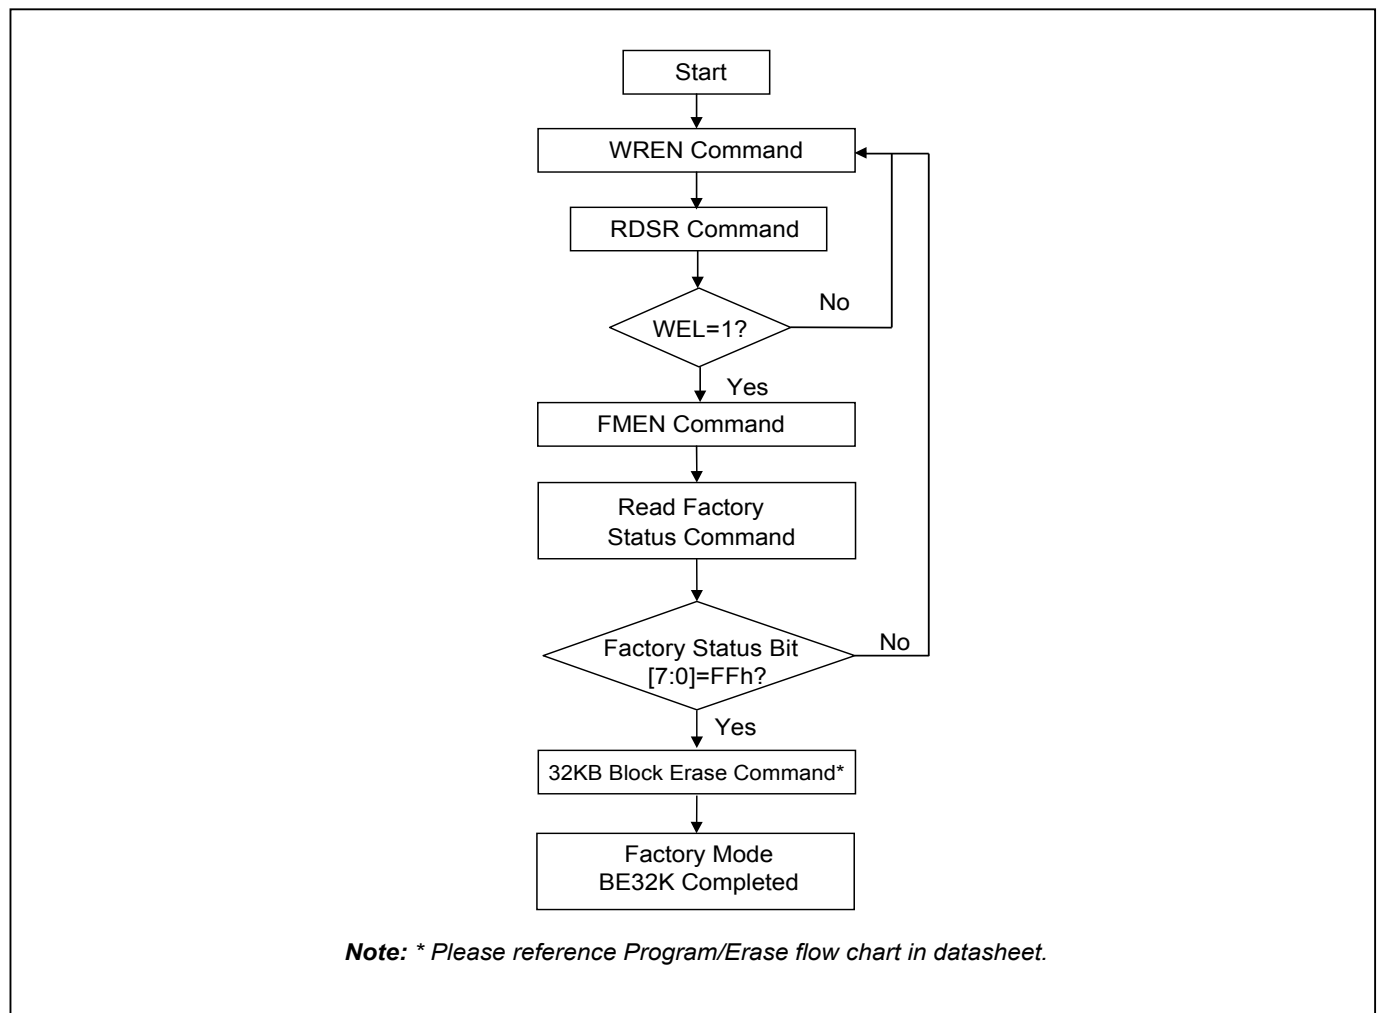 Start
WREN Command
RDSR Command
No
WEL=1?
Yes
FMEN Command
Read Factory
Status Command
Factory Status Bit
[7:0]=FFh?
No
Yes
32KB Block Erase Command*
Factory Mode
BE32K Completed
Note: * Please reference Program/Erase flow chart in datasheet.